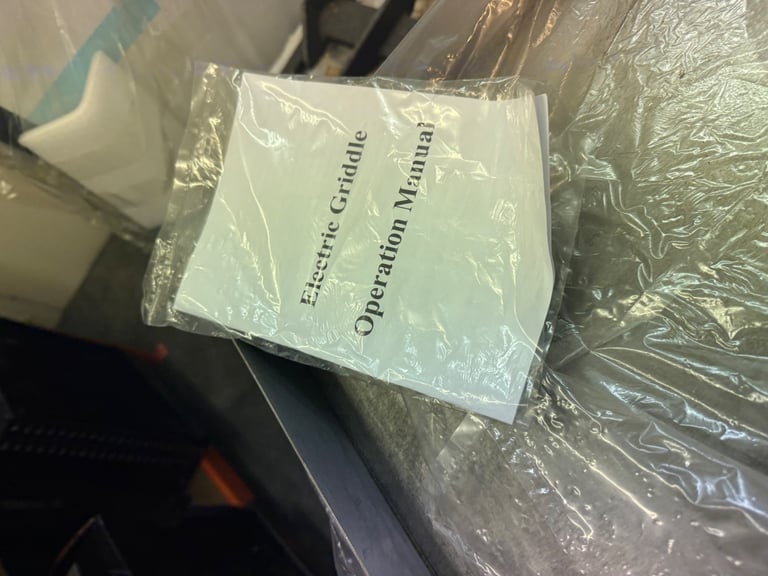 Electric Griddle
Operation Manual